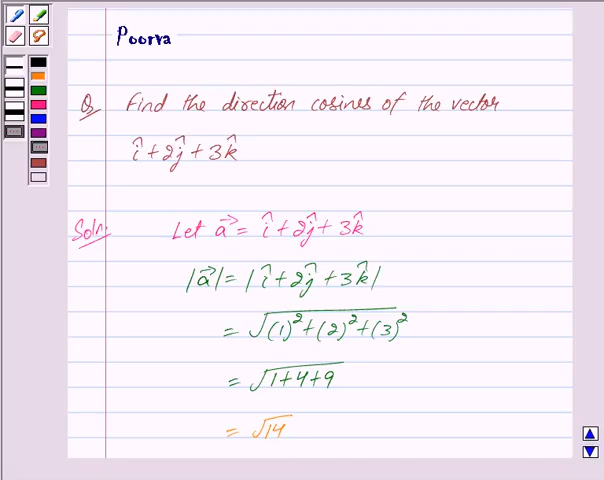 Poorva
Q Find the direction cosines of the vector
î + 2ĵ + 3k̂
Soln: Let a⃗ = î + 2ĵ + 3k̂
|a⃗| = |î + 2ĵ + 3k̂|
= √(1)² + (2)² + (3)²
= √1+4+9
= √14